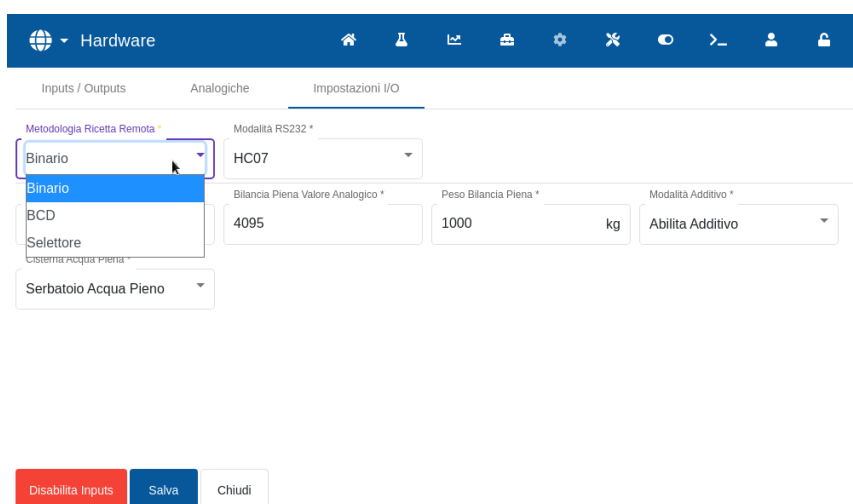 Hardware
Inputs / Outputs Analogiche Impostazioni I/O
Metodologia Ricetta Remota * Modalità RS232 *
Binario HC07
Binario
BCD
Selettore
Bilancia Piena Valore Analogico * Peso Bilancia Piena * Modalità Additivo *
4095 1000 kg Abilita Additivo
Cisterna Acqua Piena *
Serbatoio Acqua Pieno
Disabilita Inputs Salva Chiudi